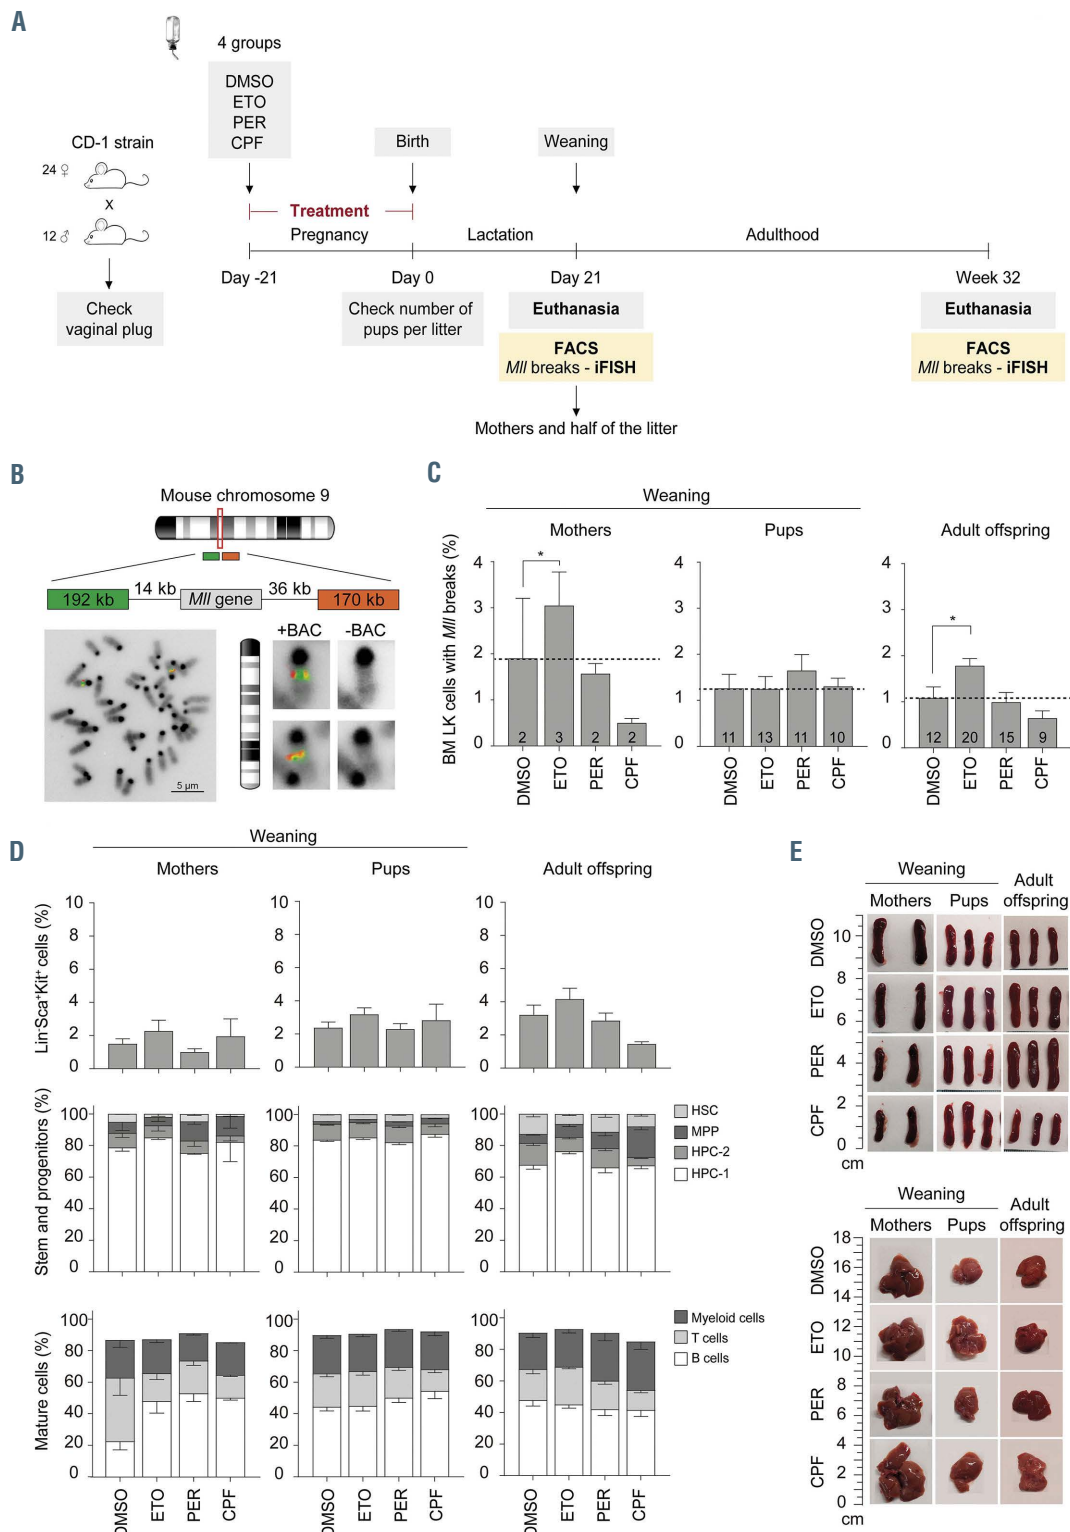 A
4 groups
DMSO
ETO
PER
CPF
CD-1 strain
24 ♀
X
12 ♂
Check
vaginal plug
Birth
Weaning
Treatment
Pregnancy
Lactation
Adulthood
Day -21
Day 0
Day 21
Week 32
Check number of
pups per litter
Euthanasia
FACS
Mll breaks - iFISH
Euthanasia
FACS
Mll breaks - iFISH
Mothers and half of the litter
B
Mouse chromosome 9
192 kb
14 kb
Mll gene
36 kb
170 kb
+BAC
-BAC
5 µm
C
Weaning
Mothers
Pups
Adult offspring
BM LK cells with Mll breaks (%)
4
3
2
1
0
*
2
3
2
2
DMSO
ETO
PER
CPF
4
3
2
1
0
11
13
11
10
DMSO
ETO
PER
CPF
4
3
2
1
0
*
12
20
15
9
DMSO
ETO
PER
CPF
D
Weaning
Mothers
Pups
Adult offspring
Lin-Sca+Kit+ cells (%)
10
8
6
4
2
0
10
8
6
4
2
0
10
8
6
4
2
0
Stem and progenitors (%)
100
80
60
40
20
0
100
80
60
40
20
0
100
80
60
40
20
0
HSC
MPP
HPC-2
HPC-1
Mature cells (%)
100
80
60
40
20
0
100
80
60
40
20
0
100
80
60
40
20
0
Myeloid cells
T cells
B cells
DMSO
ETO
PER
CPF
DMSO
ETO
PER
CPF
DMSO
ETO
PER
CPF
E
Weaning
Mothers
Pups
Adult
offspring
DMSO
ETO
PER
CPF
10
8
6
4
2
0
cm
Weaning
Mothers
Pups
Adult
offspring
DMSO
ETO
PER
CPF
18
16
14
12
10
8
6
4
2
0
cm